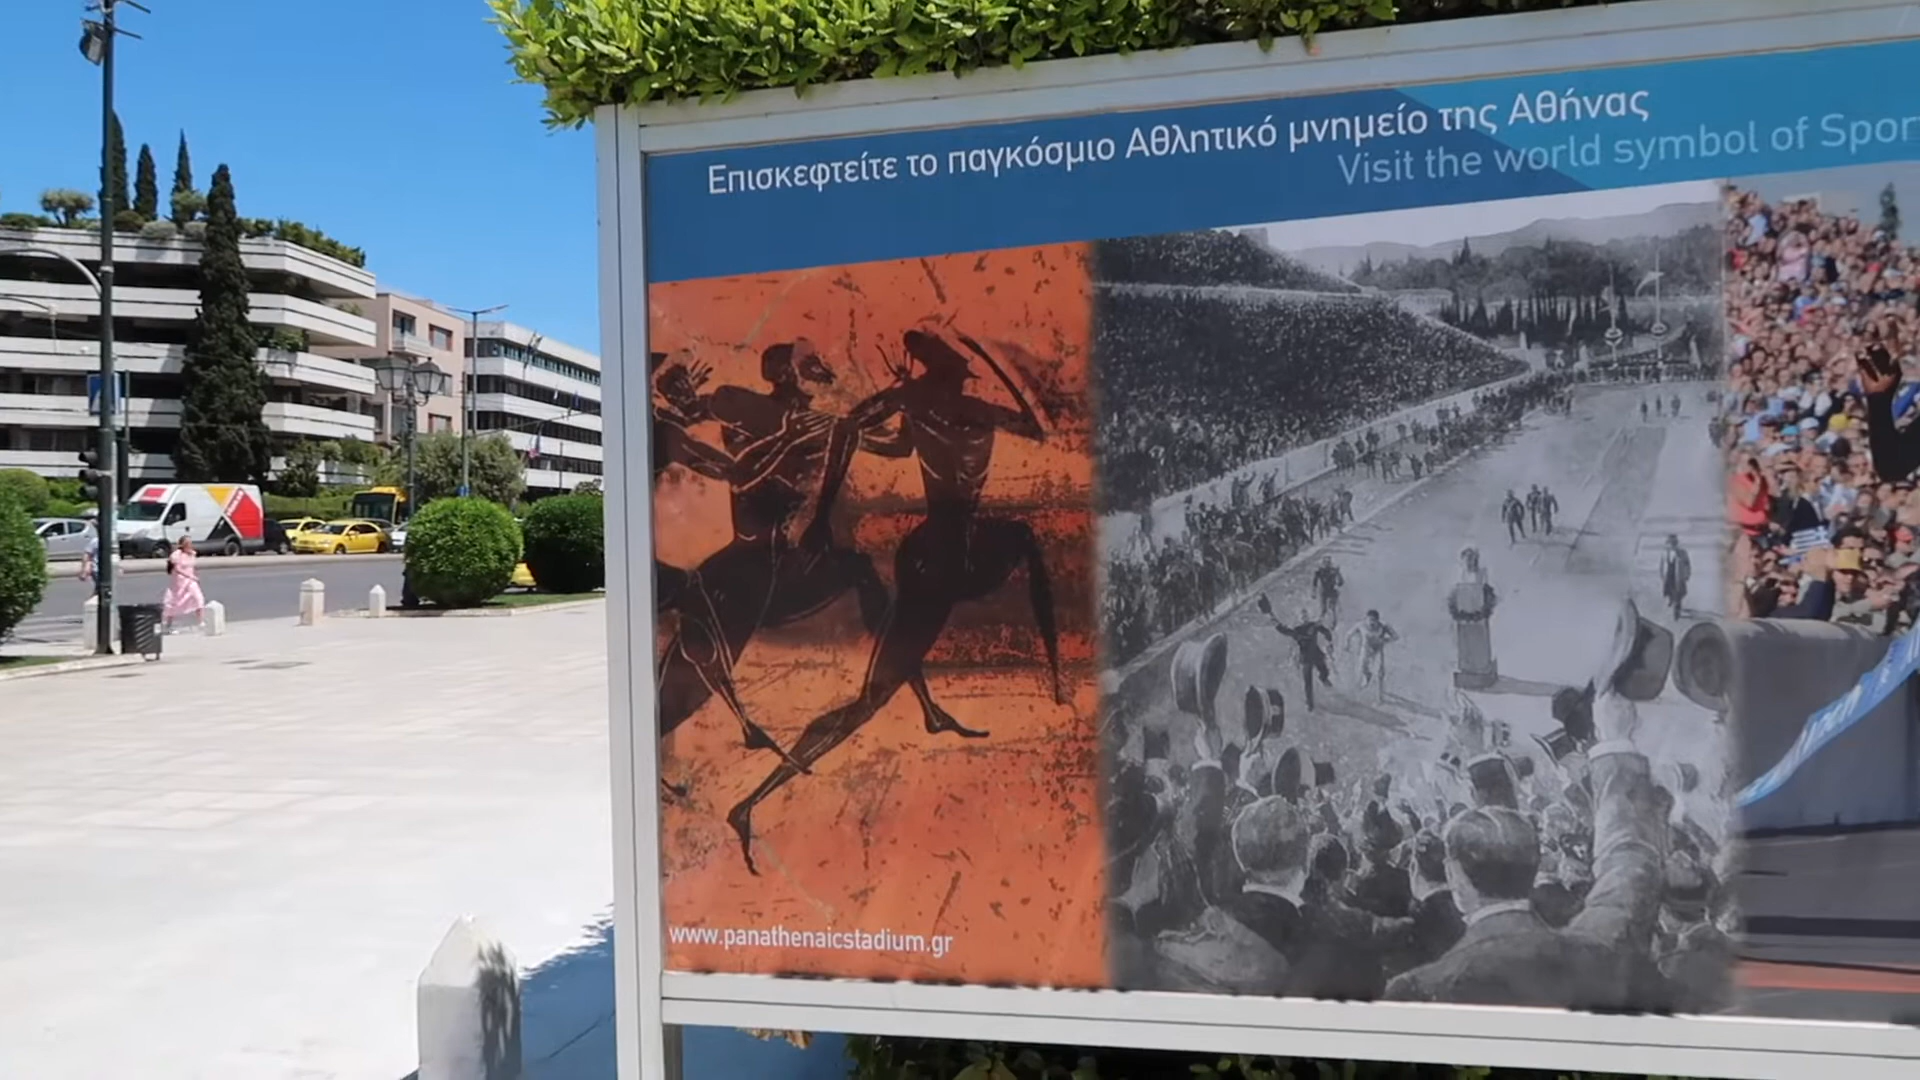 Επισκεφτείτε το παγκόσμιο Αθλητικό μνημείο της Αθήνας
Visit the world symbol of Spor
www.panathenaicstadium.gr